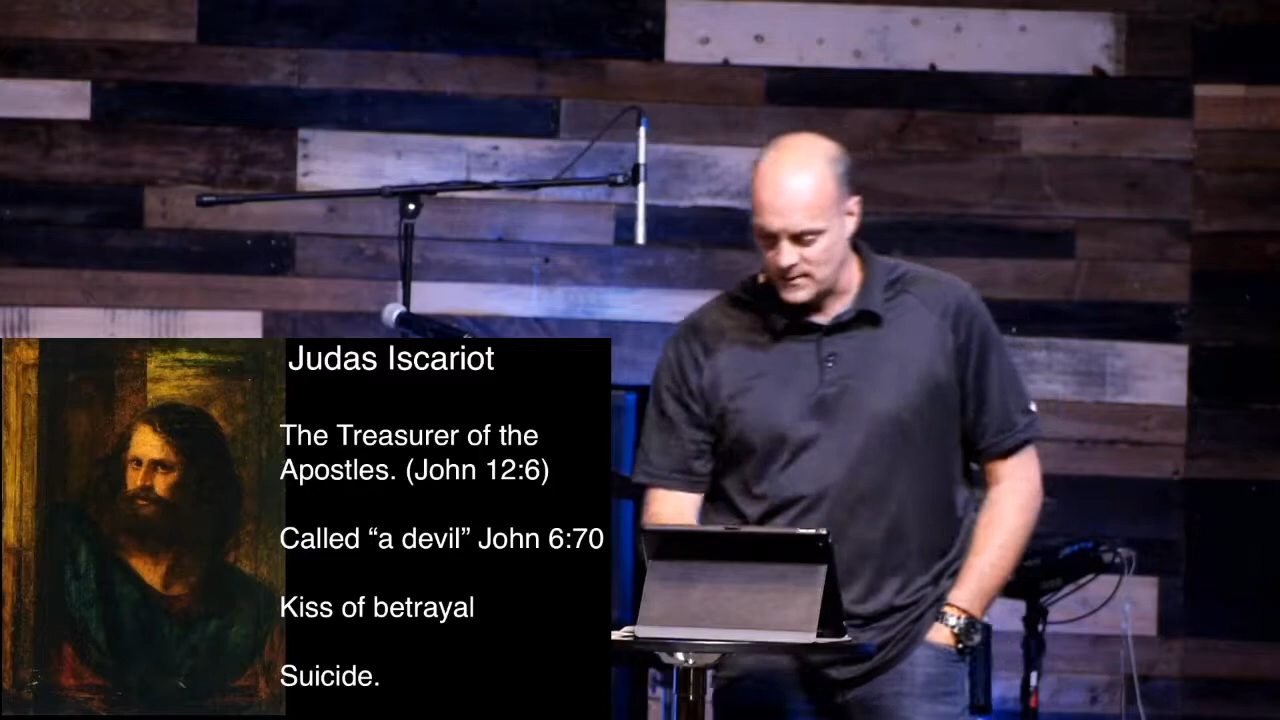 Judas Iscariot
The Treasurer of the
Apostles. (John 12:6)
Called “a devil” John 6:70
Kiss of betrayal
Suicide.